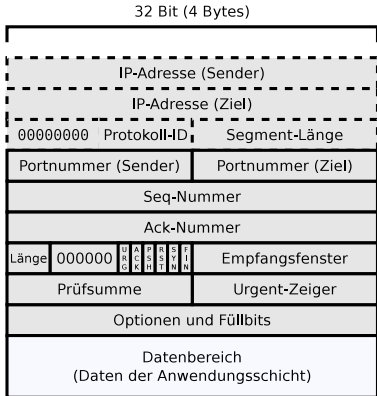 32 Bit (4 Bytes)
IP-Adresse (Sender)
IP-Adresse (Ziel)
00000000 Protokoll-ID Segment-Länge
Portnummer (Sender) Portnummer (Ziel)
Seq-Nummer
Ack-Nummer
Länge 000000 URG ACK PSH RST SYN FIN Empfangsfenster
Prüfsumme Urgent-Zeiger
Optionen und Füllbits
Datenbereich
(Daten der Anwendungsschicht)